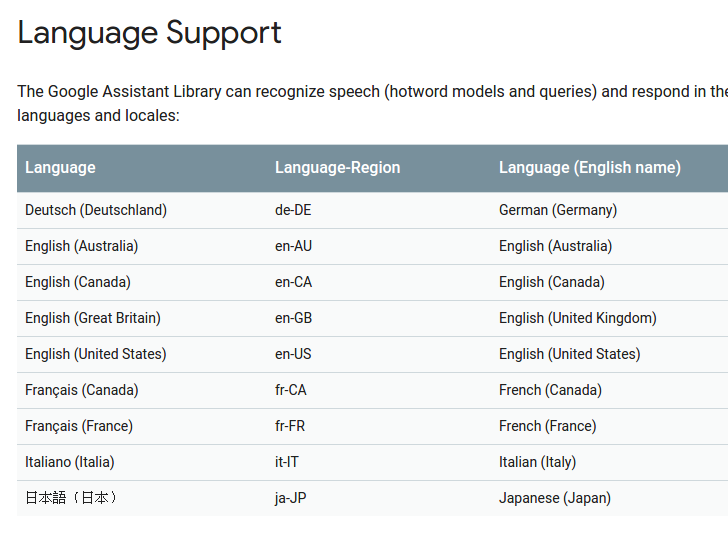 Language Support
The Google Assistant Library can recognize speech (hotword models and queries) and respond in the
languages and locales:
Language Language-Region Language (English name)
Deutsch (Deutschland) de-DE German (Germany)
English (Australia) en-AU English (Australia)
English (Canada) en-CA English (Canada)
English (Great Britain) en-GB English (United Kingdom)
English (United States) en-US English (United States)
Français (Canada) fr-CA French (Canada)
Français (France) fr-FR French (France)
Italiano (Italia) it-IT Italian (Italy)
日本語（日本） ja-JP Japanese (Japan)